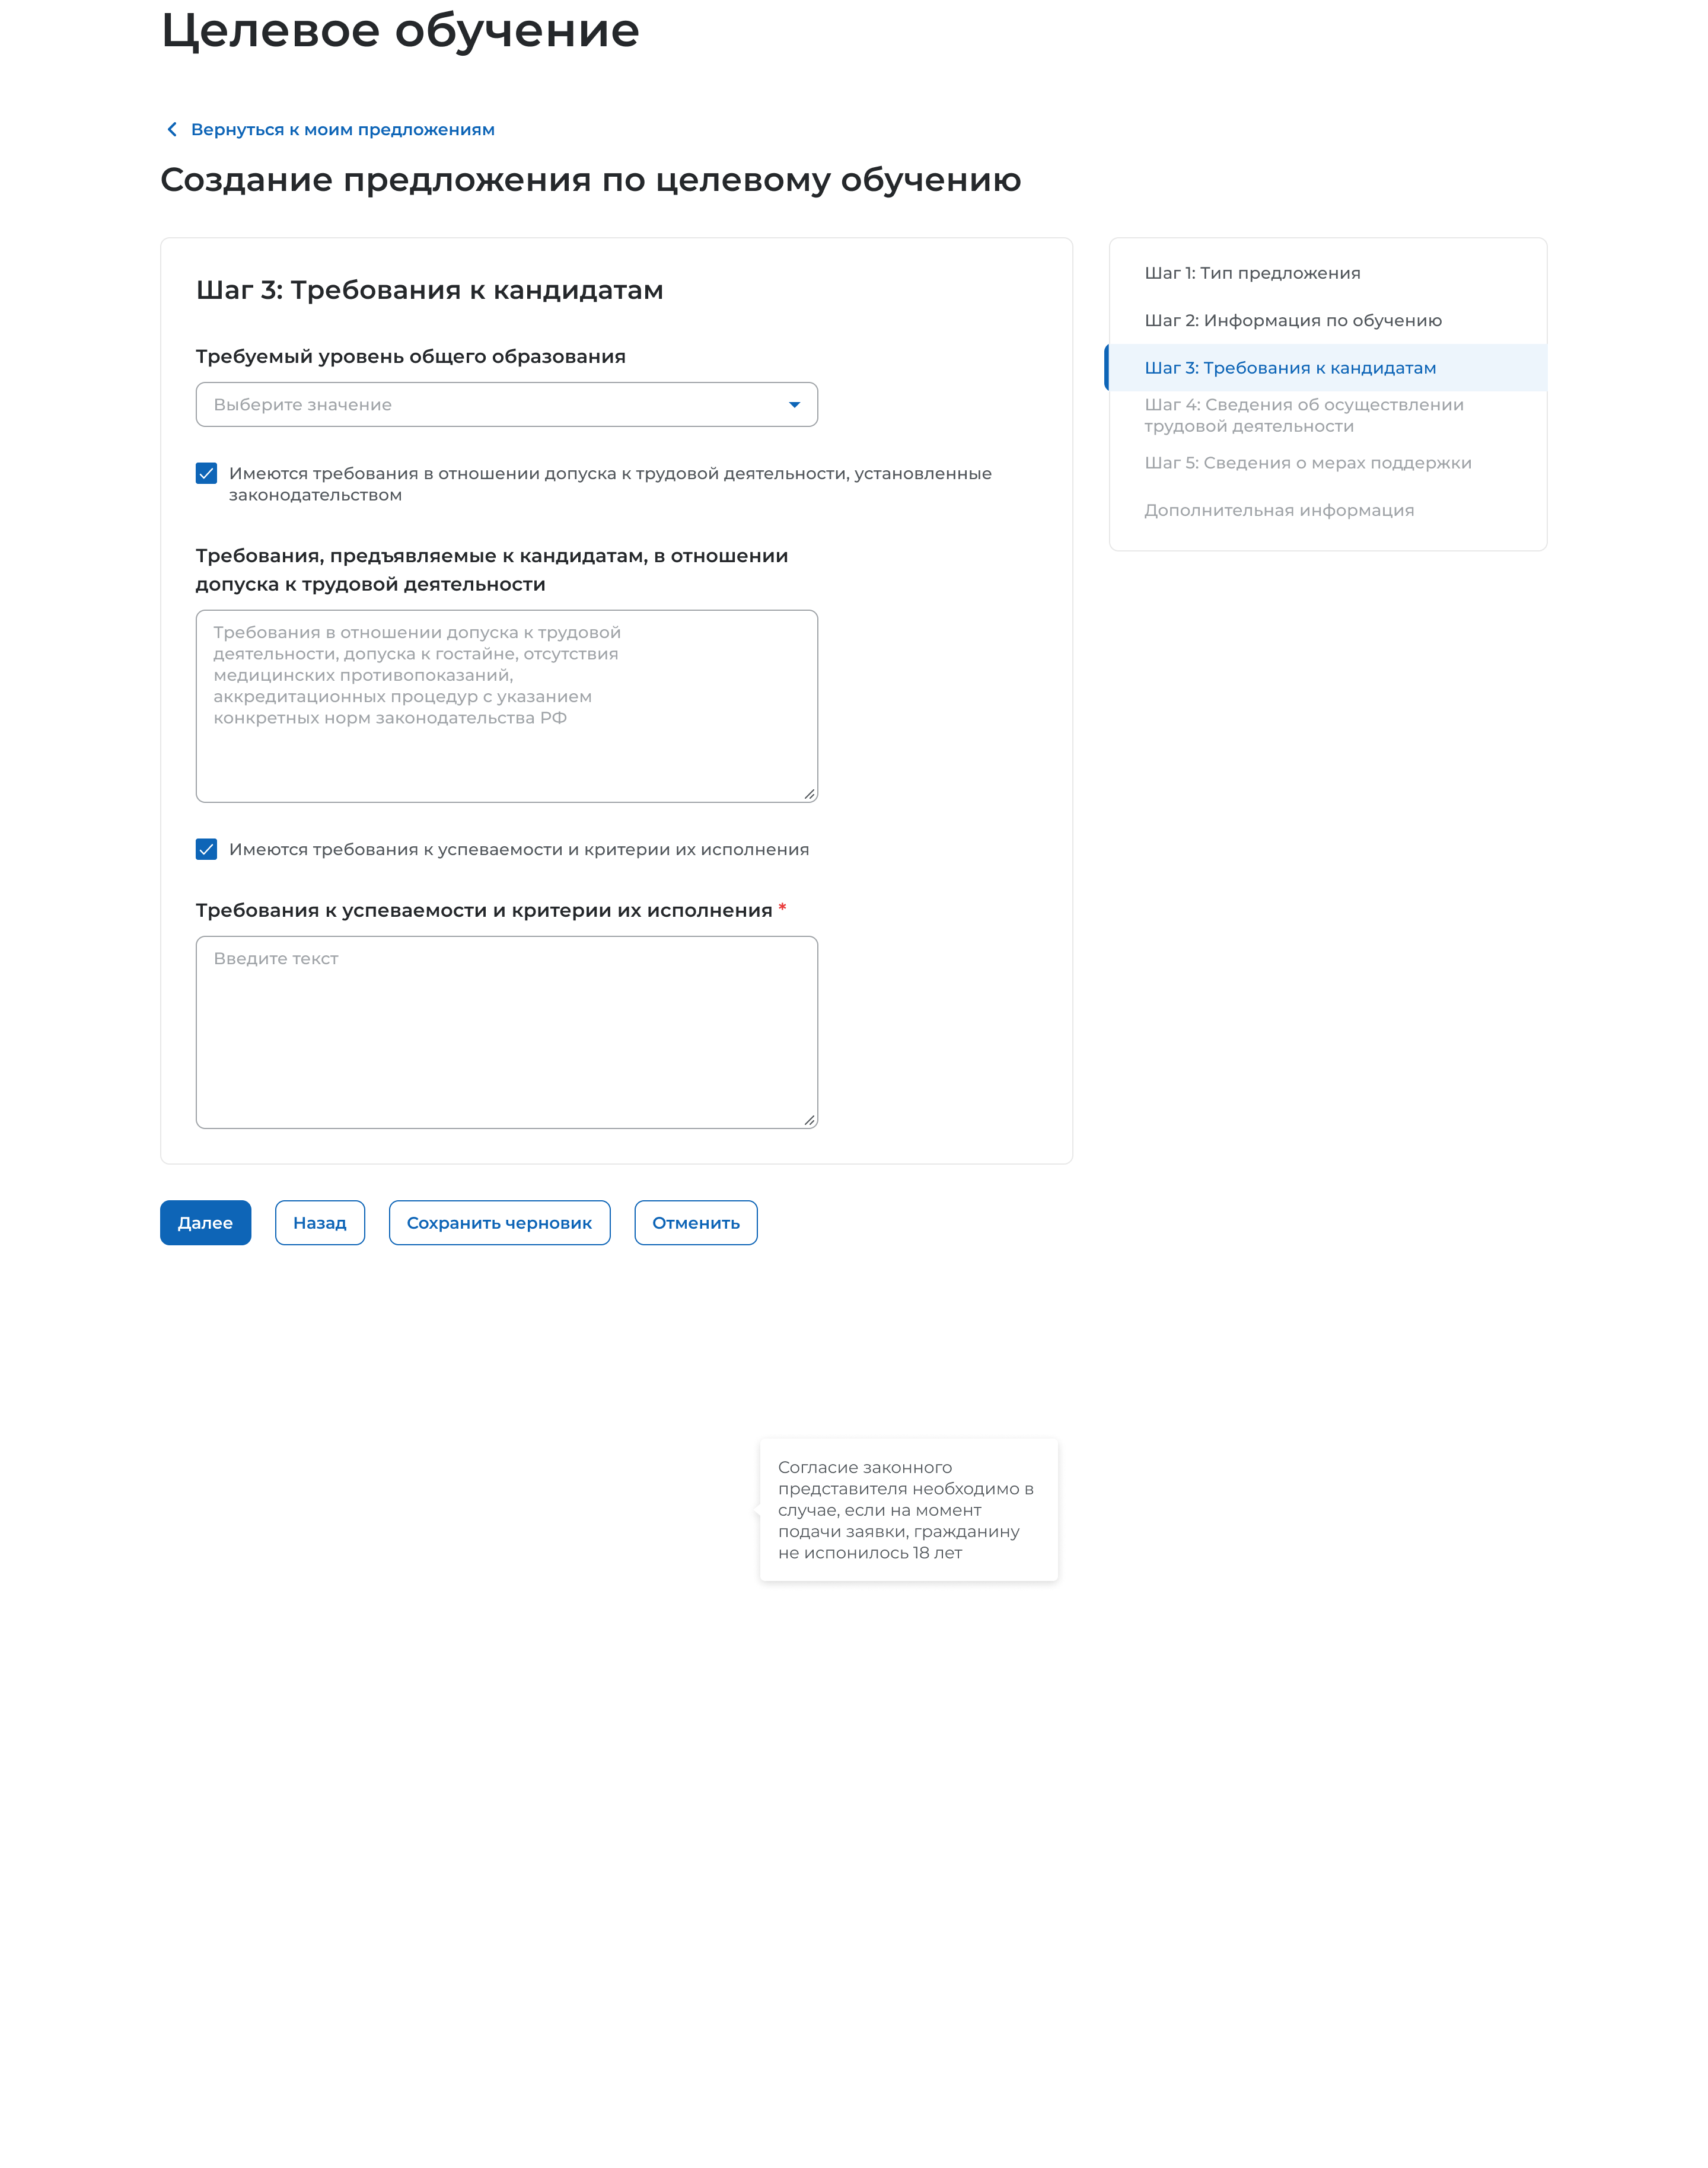 Целевое обучение
Вернуться к моим предложениям
Создание предложения по целевому обучению
Шаг 3: Требования к кандидатам
Требуемый уровень общего образования
Выберите значение
Имеются требования в отношении допуска к трудовой деятельности, установленные
законодательством
Требования, предъявляемые к кандидатам, в отношении
допуска к трудовой деятельности
Требования в отношении допуска к трудовой
деятельности, допуска к гостайне, отсутствия
медицинских противопоказаний,
аккредитационных процедур с указанием
конкретных норм законодательства РФ
Имеются требования к успеваемости и критерии их исполнения
Требования к успеваемости и критерии их исполнения *
Введите текст
Шаг 1: Тип предложения
Шаг 2: Информация по обучению
Шаг 3: Требования к кандидатам
Шаг 4: Сведения об осуществлении
трудовой деятельности
Шаг 5: Сведения о мерах поддержки
Дополнительная информация
Далее
Назад
Сохранить черновик
Отменить
Согласие законного
представителя необходимо в
случае, если на момент
подачи заявки, гражданину
не испонилось 18 лет